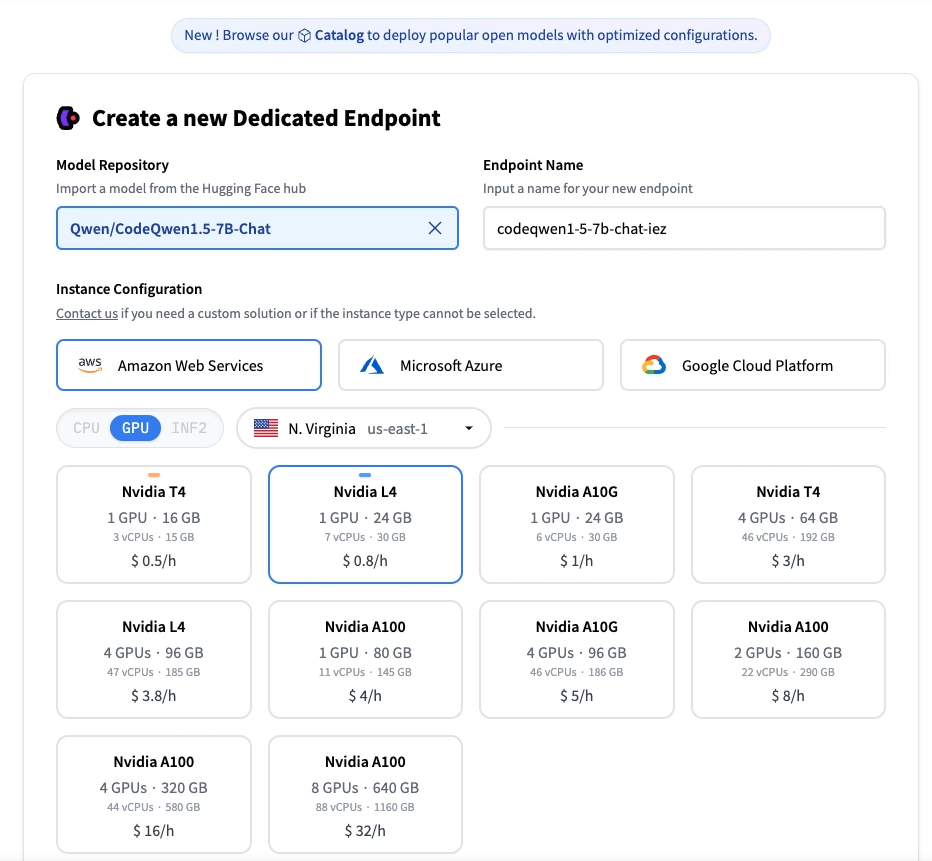 New ! Browse our Catalog to deploy popular open models with optimized configurations.
Create a new Dedicated Endpoint
Model Repository
Import a model from the Hugging Face hub
Qwen/CodeQwen1.5-7B-Chat
Endpoint Name
Input a name for your new endpoint
codeqwen1-5-7b-chat-iez
Instance Configuration
Contact us if you need a custom solution or if the instance type cannot be selected.
aws Amazon Web Services
Microsoft Azure
Google Cloud Platform
CPU GPU INF2
N. Virginia us-east-1
Nvidia T4
1 GPU · 16 GB
3 vCPUs · 15 GB
$ 0.5/h
Nvidia L4
1 GPU · 24 GB
7 vCPUs · 30 GB
$ 0.8/h
Nvidia A10G
1 GPU · 24 GB
6 vCPUs · 30 GB
$ 1/h
Nvidia T4
4 GPUs · 64 GB
46 vCPUs · 192 GB
$ 3/h
Nvidia L4
4 GPUs · 96 GB
47 vCPUs · 185 GB
$ 3.8/h
Nvidia A100
1 GPU · 80 GB
11 vCPUs · 145 GB
$ 4/h
Nvidia A10G
4 GPUs · 96 GB
46 vCPUs · 186 GB
$ 5/h
Nvidia A100
2 GPUs · 160 GB
22 vCPUs · 290 GB
$ 8/h
Nvidia A100
4 GPUs · 320 GB
44 vCPUs · 580 GB
$ 16/h
Nvidia A100
8 GPUs · 640 GB
88 vCPUs · 1160 GB
$ 32/h